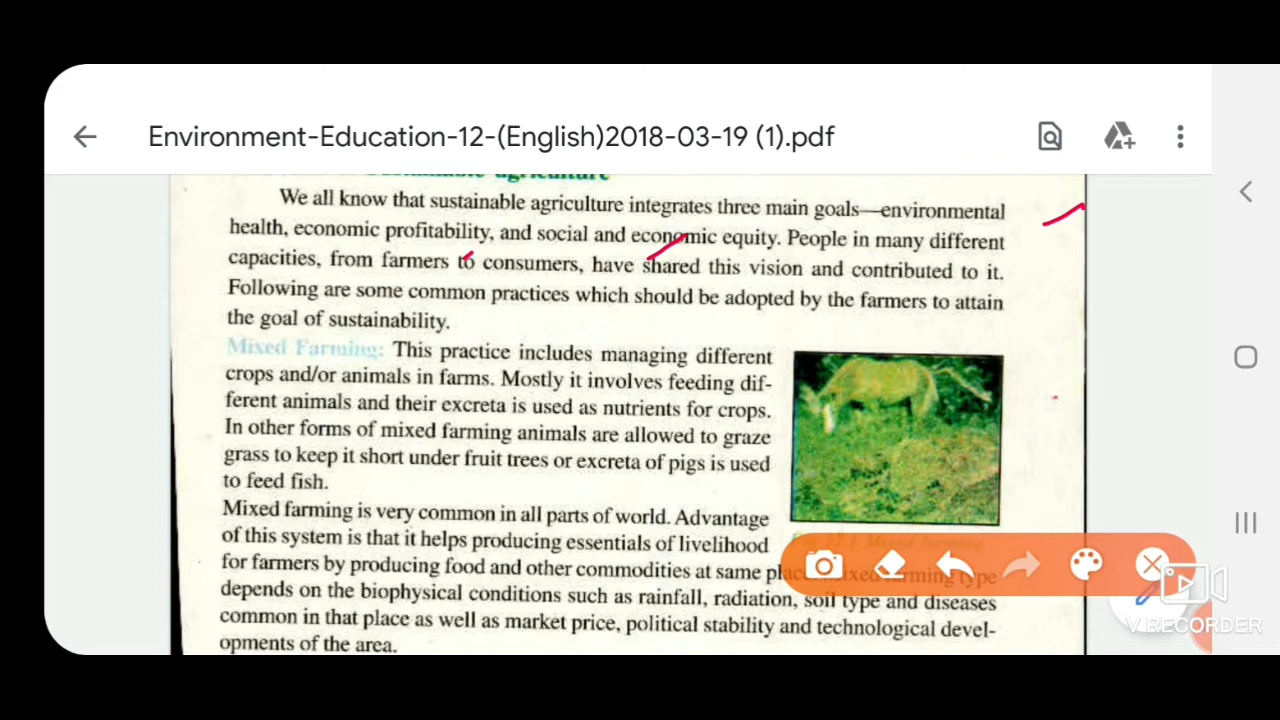 Environment-Education-12-(English)2018-03-19 (1).pdf
Sustainable agriculture
We all know that sustainable agriculture integrates three main goals—environmental
health, economic profitability, and social and economic equity. People in many different
capacities, from farmers to consumers, have shared this vision and contributed to it.
Following are some common practices which should be adopted by the farmers to attain
the goal of sustainability.
Mixed Farming: This practice includes managing different
crops and/or animals in farms. Mostly it involves feeding dif-
ferent animals and their excreta is used as nutrients for crops.
In other forms of mixed farming animals are allowed to graze
grass to keep it short under fruit trees or excreta of pigs is used
to feed fish.
Mixed farming is very common in all parts of world. Advantage
of this system is that it helps producing essentials of livelihood
for farmers by producing food and other commodities at same place. Mixed farming type
depends on the biophysical conditions such as rainfall, radiation, soil type and diseases
common in that place as well as market price, political stability and technological devel-
opments of the area.
Mixed farming
V RECORDER